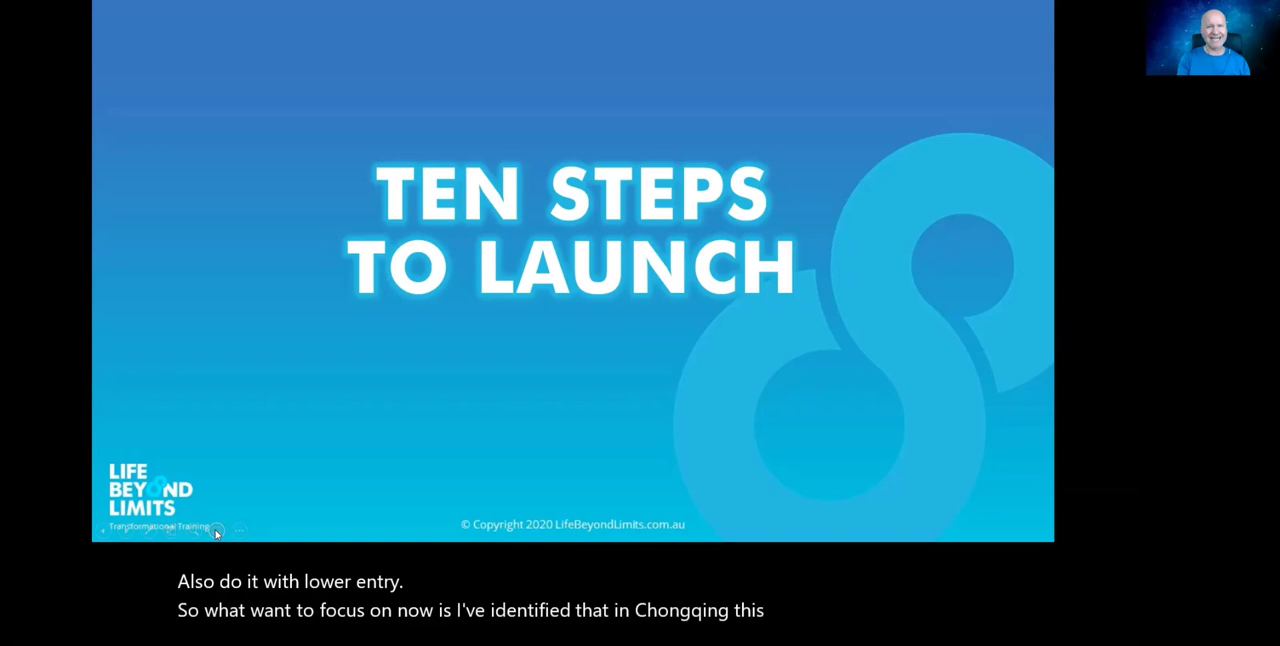 TEN STEPS
TO LAUNCH
LIFE
BEYOND
LIMITS
Transformational Training
© Copyright 2020 LifeBeyondLimits.com.au
Also do it with lower entry.
So what want to focus on now is I've identified that in Chongqing this